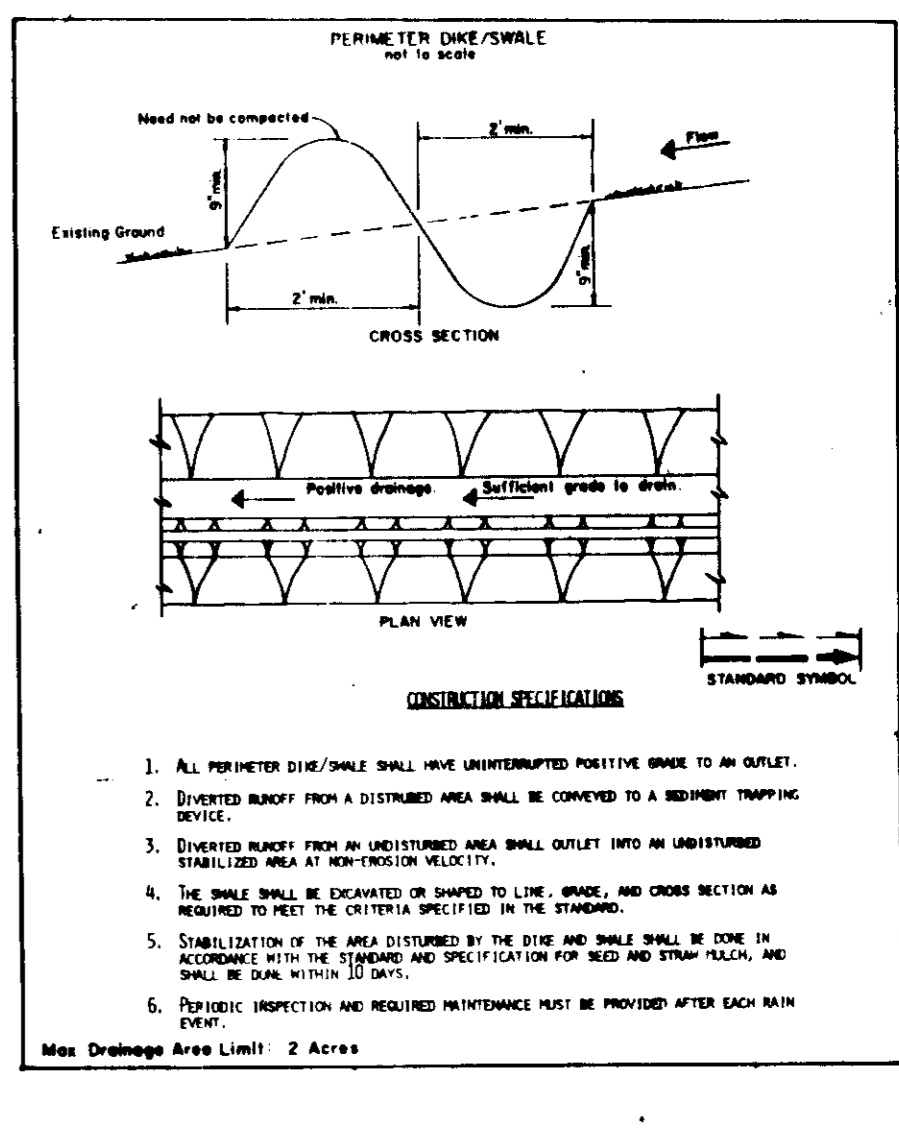 PERIMETER DIKE/SWALE
not to scale
Need not be compacted
2' min.
Flow
9" min.
Existing Ground
9" min.
2' min.
CROSS SECTION
Positive drainage.
Sufficient grade to drain.
PLAN VIEW
STANDARD SYMBOL
CONSTRUCTION SPECIFICATIONS
1. ALL PERIMETER DIKE/SWALE SHALL HAVE UNINTERRUPTED POSITIVE GRADE TO AN OUTLET.
2. DIVERTED RUNOFF FROM A DISTRUBED AREA SHALL BE CONVEYED TO A SEDIMENT TRAPPING
DEVICE.
3. DIVERTED RUNOFF FROM AN UNDISTURBED AREA SHALL OUTLET INTO AN UNDISTURBED
STABILIZED AREA AT NON-EROSION VELOCITY.
4. THE SWALE SHALL BE EXCAVATED OR SHAPED TO LINE, GRADE, AND CROSS SECTION AS
REQUIRED TO MEET THE CRITERIA SPECIFIED IN THE STANDARD.
5. STABILIZATION OF THE AREA DISTURBED BY THE DIKE AND SWALE SHALL BE DONE IN
ACCORDANCE WITH THE STANDARD AND SPECIFICATION FOR SEED AND STRAW MULCH, AND
SHALL BE DONE WITHIN 10 DAYS.
6. PERIODIC INSPECTION AND REQUIRED MAINTENANCE MUST BE PROVIDED AFTER EACH RAIN
EVENT.
Max Drainage Area Limit: 2 Acres